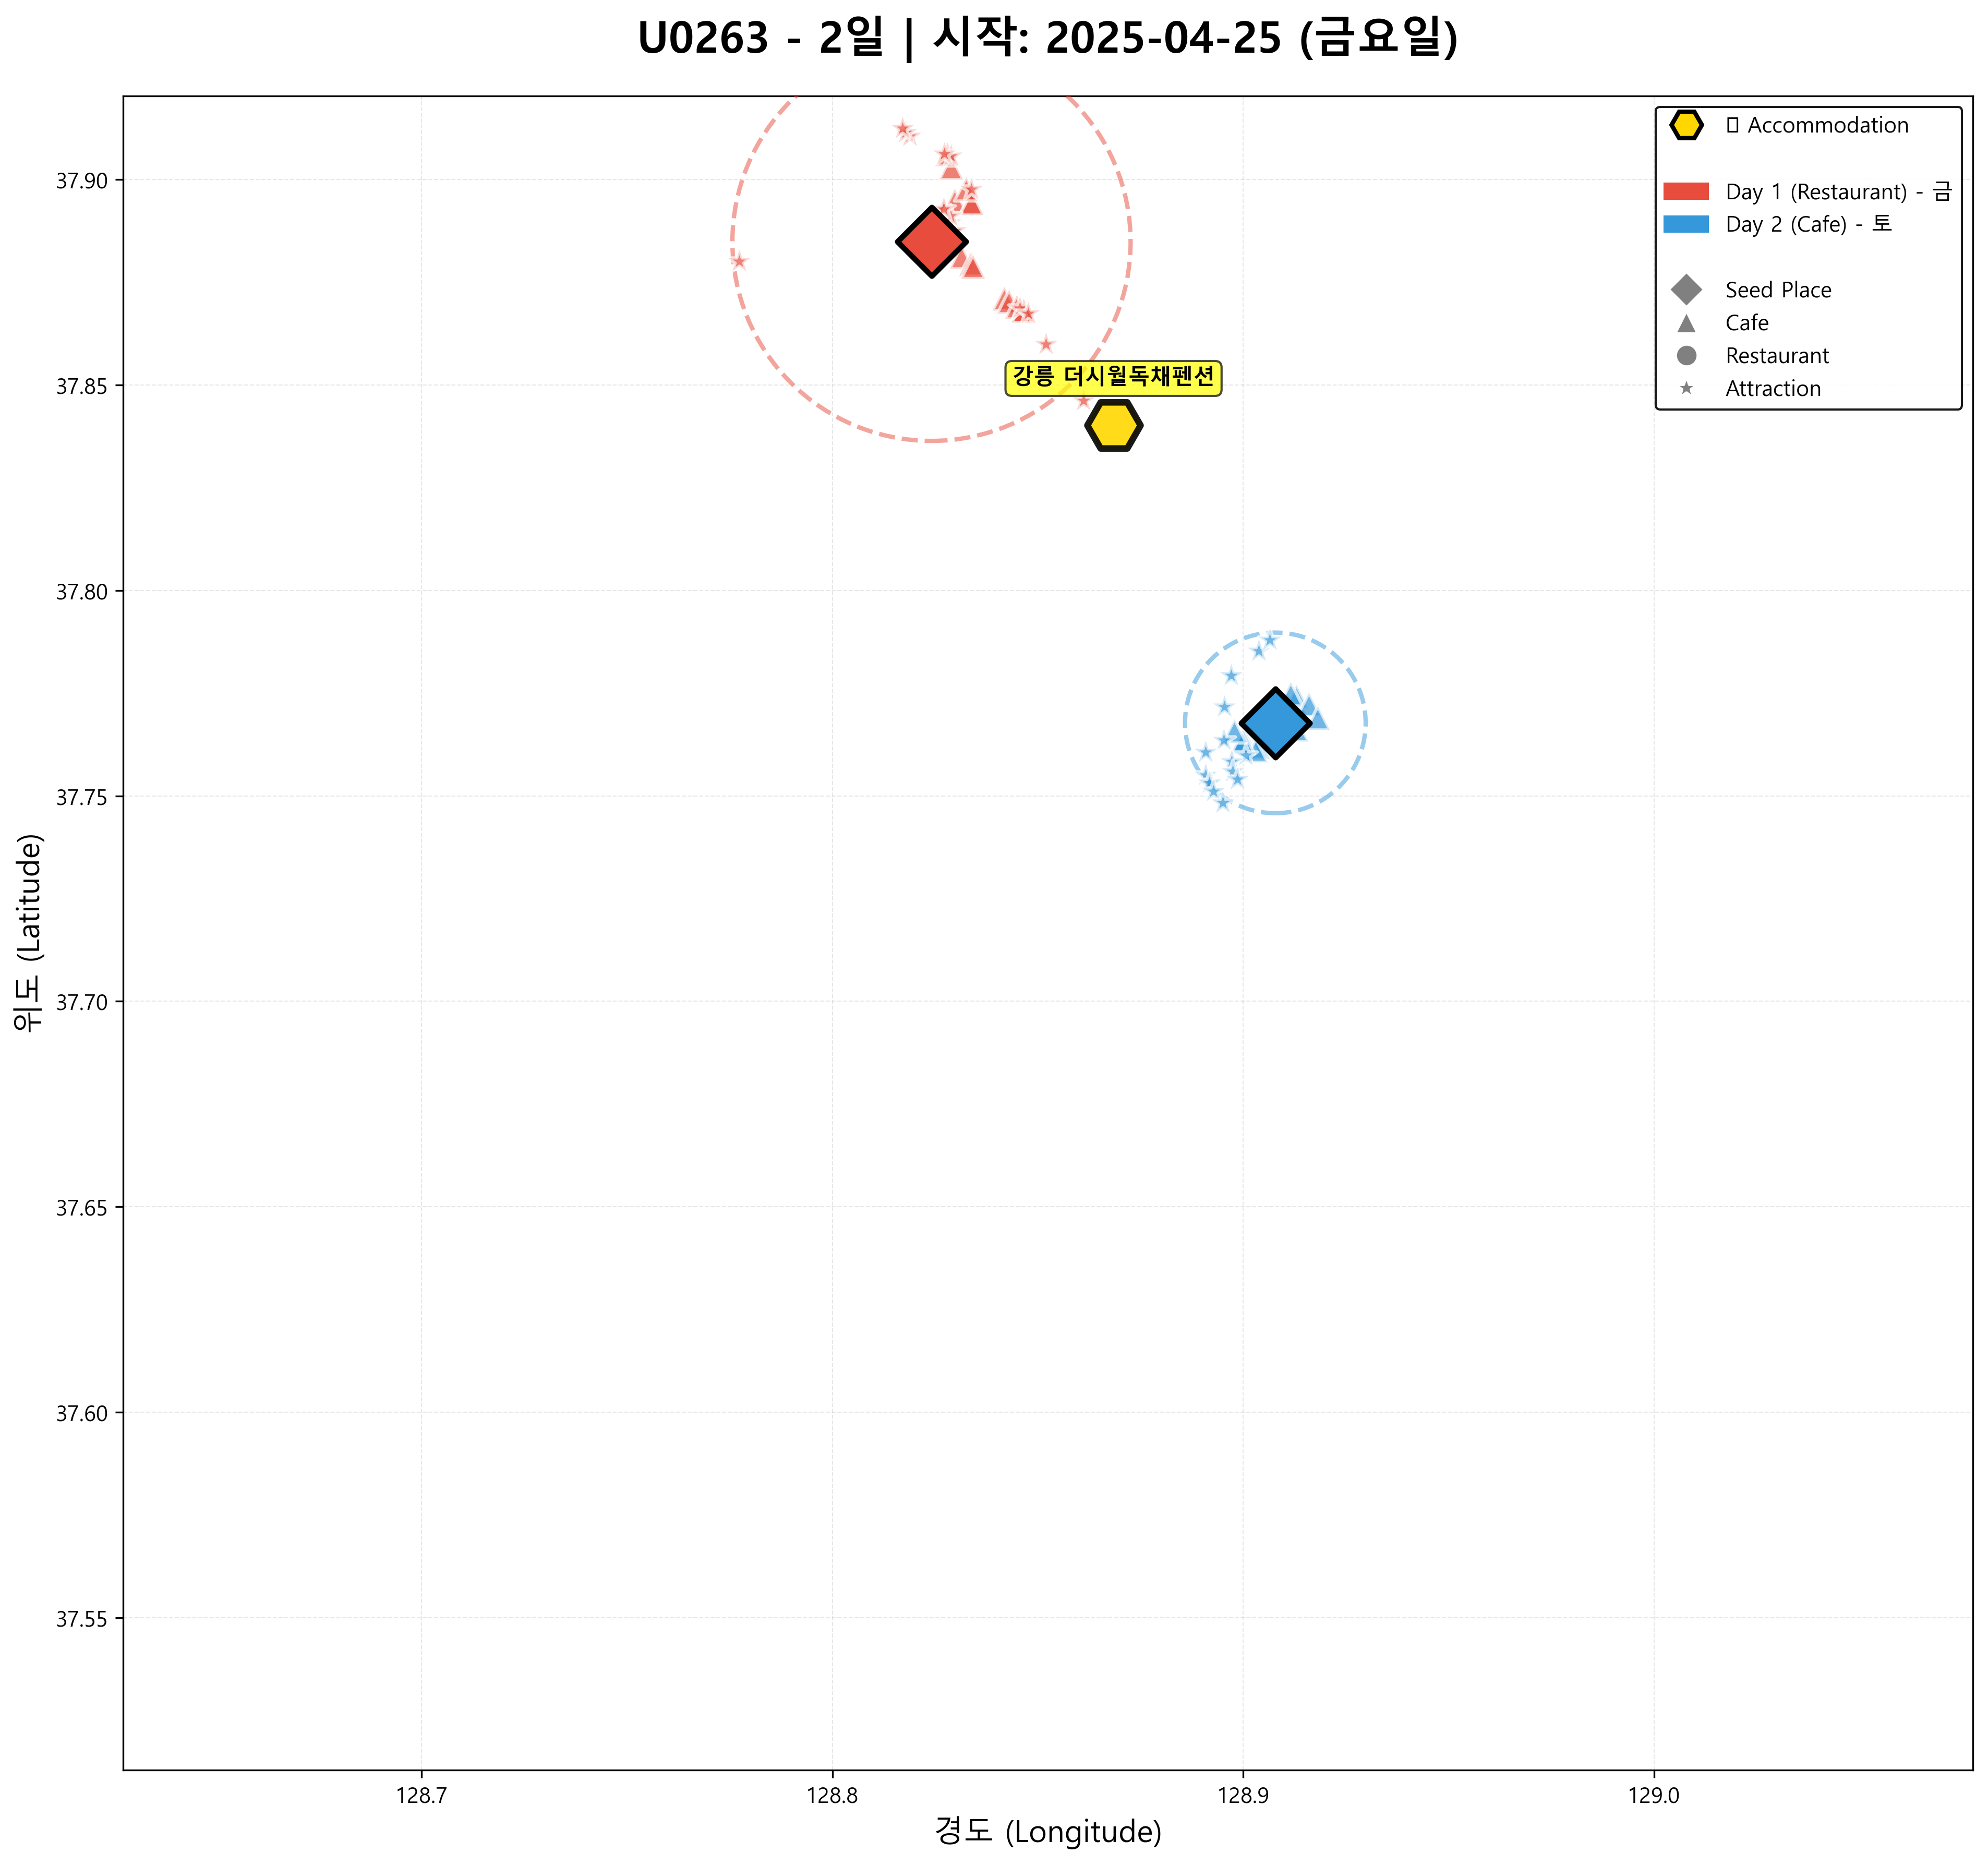 U0263 - 2일 | 시작: 2025-04-25 (금요일)
Accommodation
Day 1 (Restaurant) - 금
Day 2 (Cafe) - 토
Seed Place
Cafe
Restaurant
Attraction
강릉 더시월독채펜션
37.90
37.85
37.80
37.75
37.70
37.65
37.60
37.55
위도 (Latitude)
128.7
128.8
128.9
129.0
경도 (Longitude)